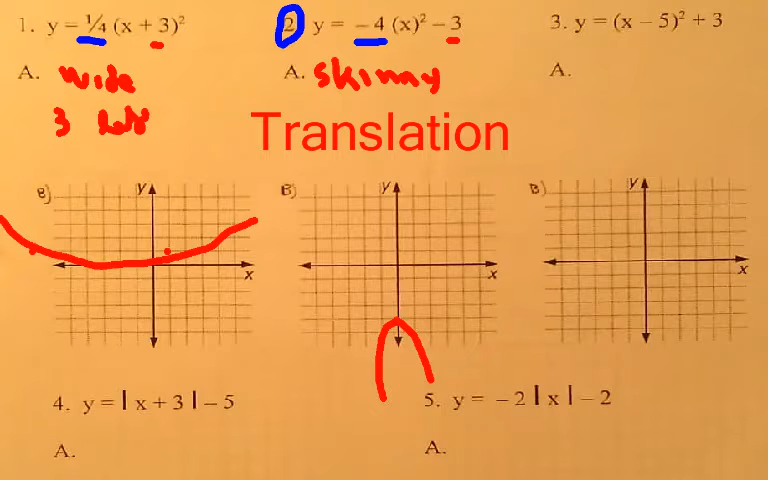 1. y = ¼ (x + 3)² 2. y = – 4 (x)² – 3 3. y = (x – 5)² + 3
A. wide A. skinny A.
3 left
Translation
B) y B) y B) y
x x x
4. y = | x + 3 | – 5 5. y = – 2 | x | – 2
A. A.